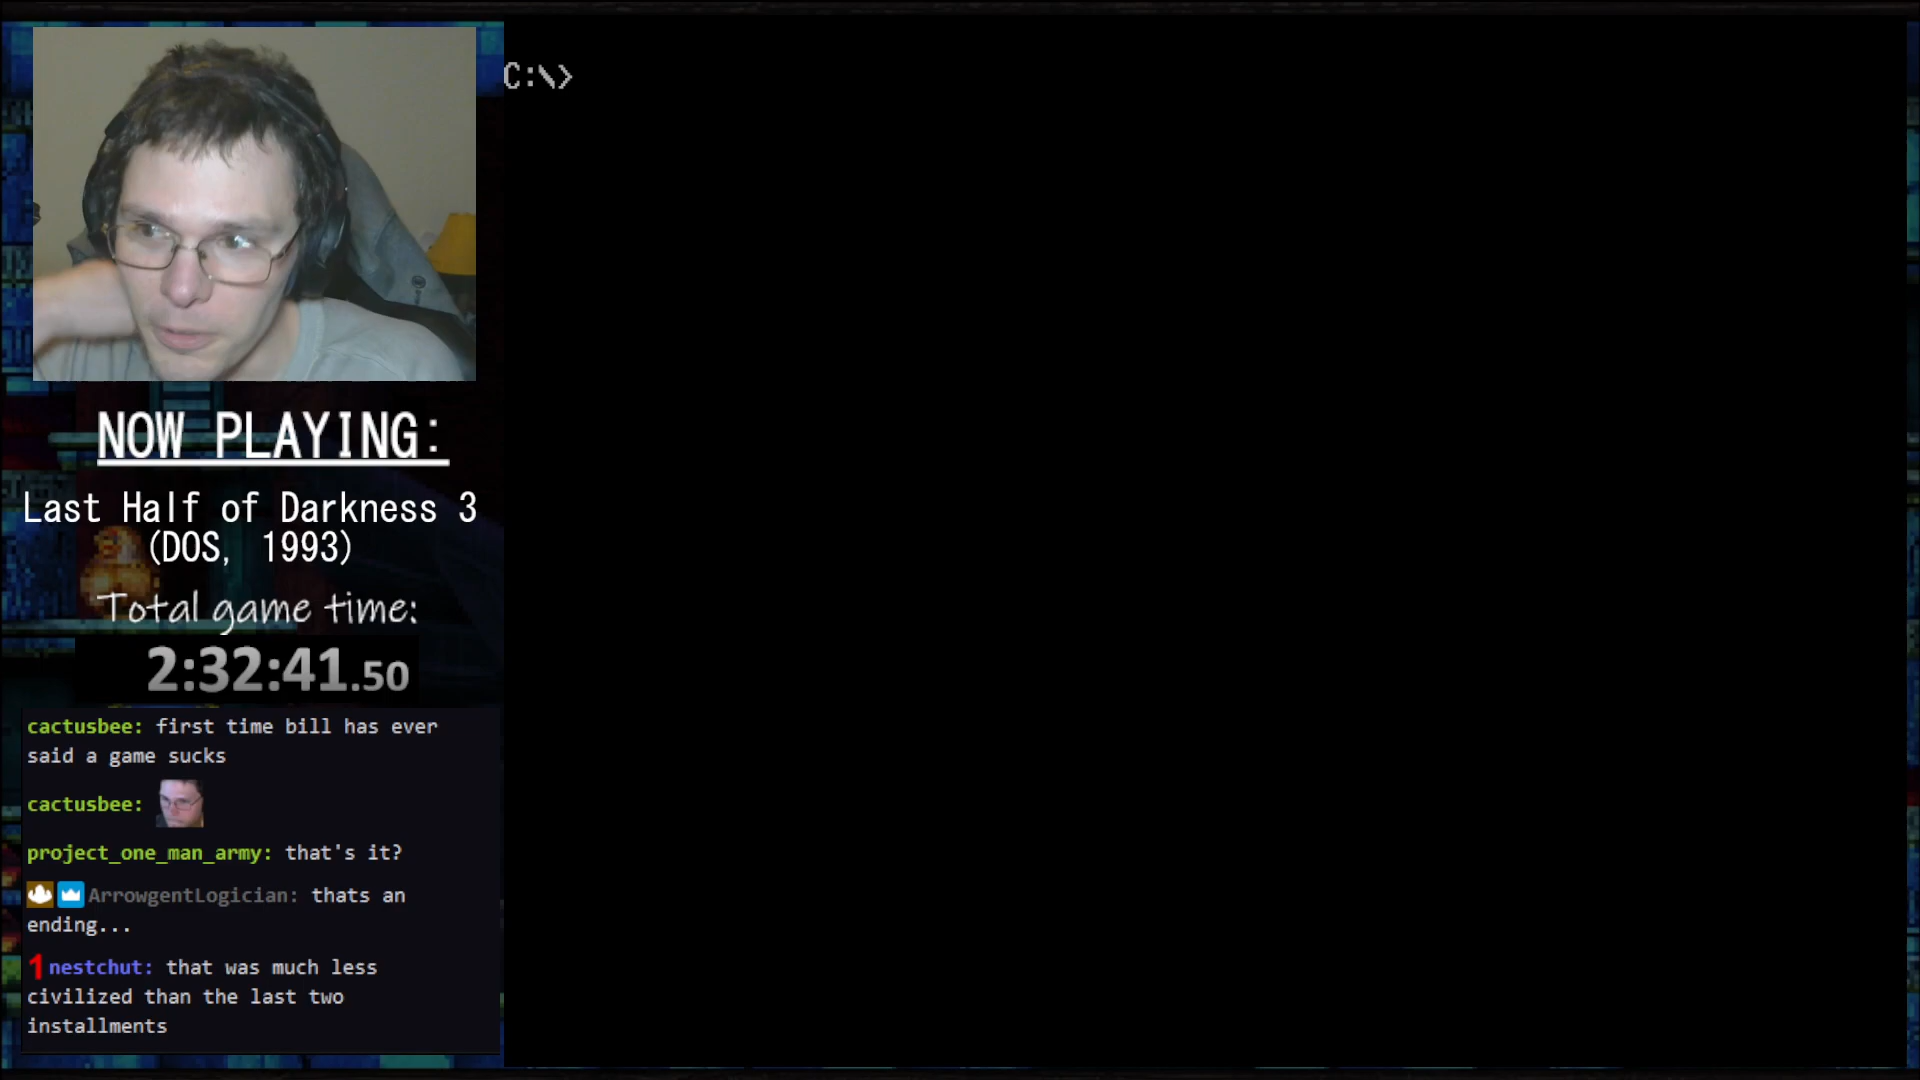 C:\>
NOW PLAYING:
Last Half of Darkness 3
(DOS, 1993)
Total game time:
2:32:41.50
cactusbee: first time bill has ever
said a game sucks
cactusbee:
project_one_man_army: that's it?
ArrowgentLogician: thats an
ending...
1 nestchut: that was much less
civilized than the last two
installments